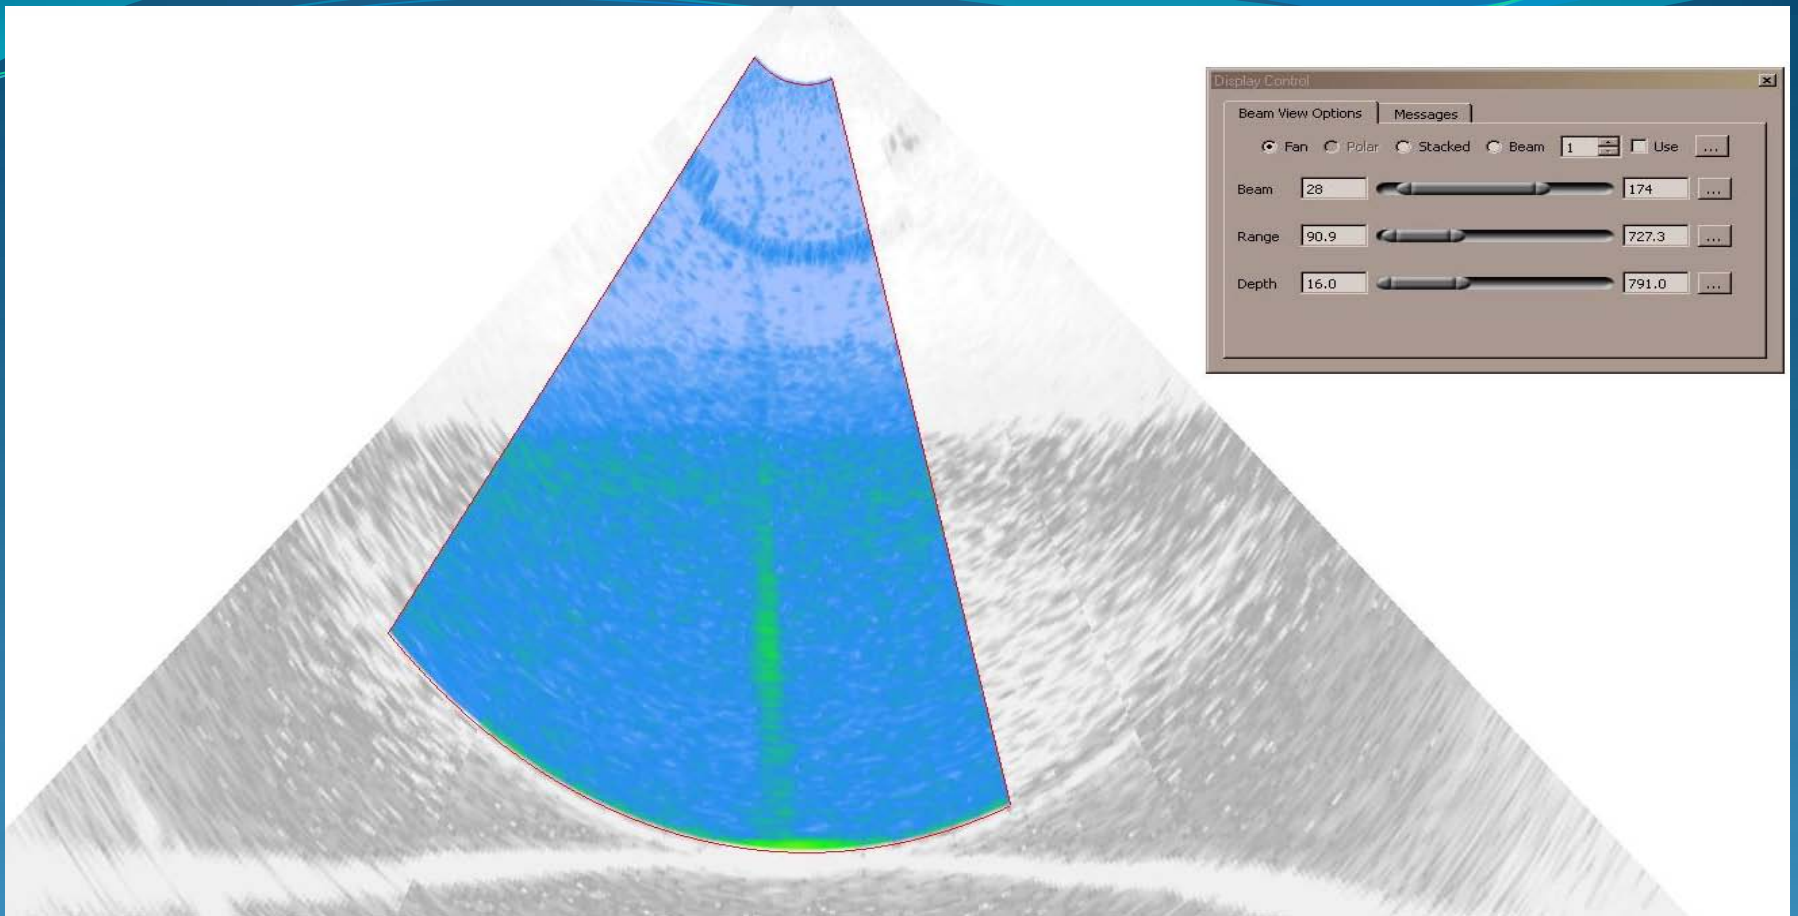 Display Control
Beam View Options Messages
Fan Polar Stacked Beam 1 Use ...
Beam 28 174 ...
Range 90.9 727.3 ...
Depth 16.0 791.0 ...